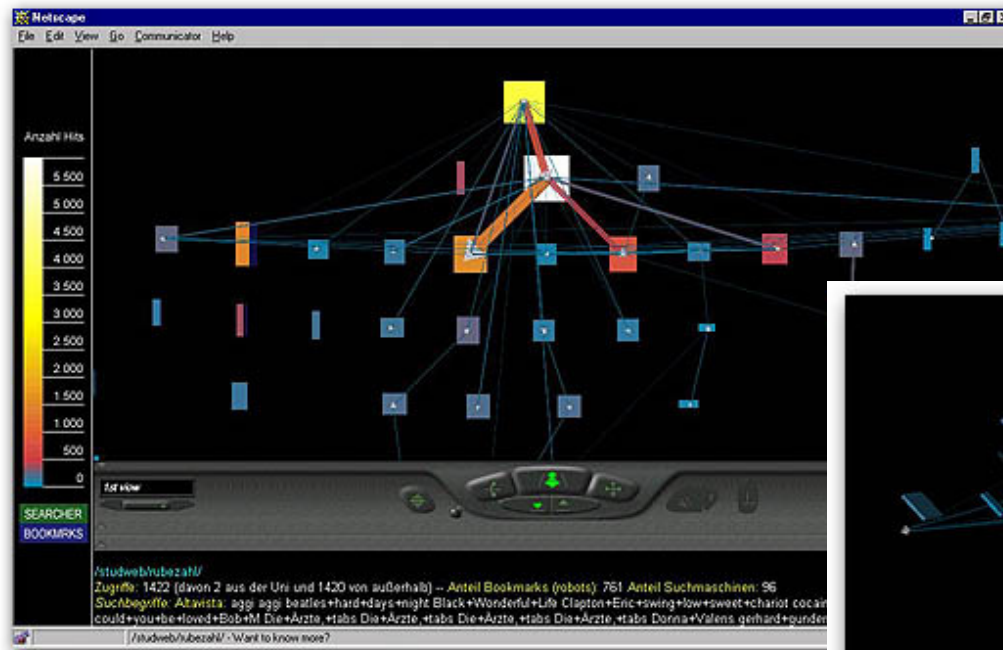 Netscape
File Edit View Go Communicator Help
Anzahl Hits
5 500
5 000
4 500
4 000
3 500
3 000
2 500
2 000
1 500
1 000
500
0
SEARCHER
BOOKMRKS
1st view
/studweb/rubezahl/
Zugriffe: 1422 (davon 2 aus der Uni und 1420 von außerhalb) -- Anteil Bookmarks (robots): 761 Anteil Suchmaschinen: 96
Suchbegriffe: Altavista: aggi aggi beatles+hard+days+night Black+Wonderful+Life Clapton+Eric+swing+low+sweet+chariot cocain
could+you+be+loved+Bob+M Die+Ärzte, +tabs Die+Ärzte, +tabs Die+Ärzte, +tabs Donna+Valens gerhard+gunder
/studweb/rubezahl/ - Want to know more?